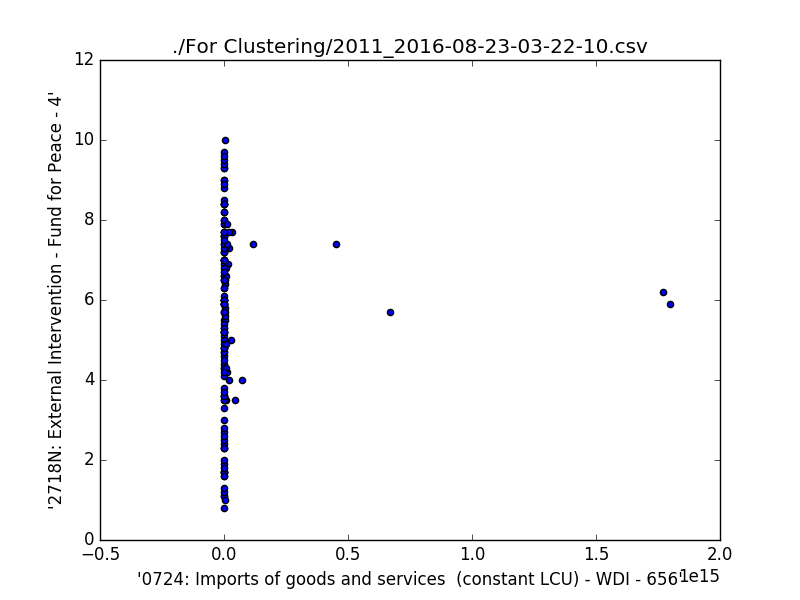 ./For Clustering/2011_2016-08-23-03-22-10.csv
12
10
8
6
4
2
0
'2718N: External Intervention - Fund for Peace - 4'
−0.5 0.0 0.5 1.0 1.5 2.0
1e15
'0724: Imports of goods and services  (constant LCU) - WDI - 656'